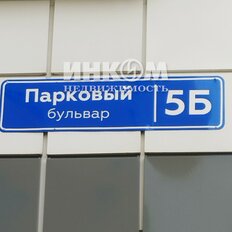 ИНКОМ
НЕДВИЖИМОСТЬ
Парковый
бульвар
5Б